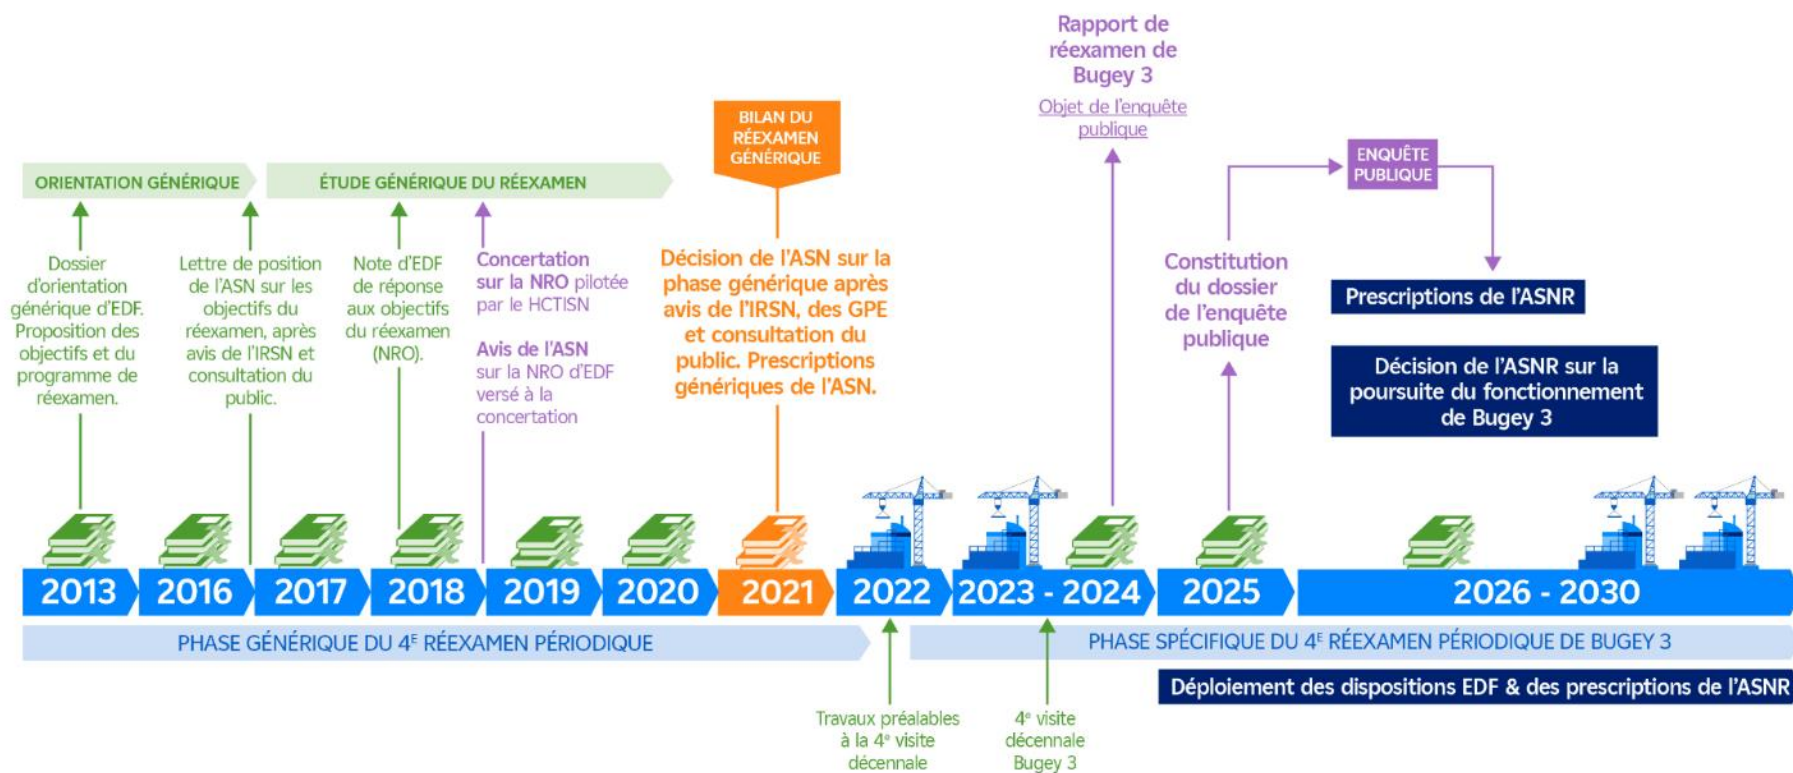 Rapport de
réexamen de
Bugey 3
Objet de l'enquête
publique
BILAN DU
RÉEXAMEN
GÉNÉRIQUE
ENQUÊTE
PUBLIQUE
ORIENTATION GÉNÉRIQUE
ÉTUDE GÉNÉRIQUE DU RÉEXAMEN
Dossier
d'orientation
générique d'EDF.
Proposition des
objectifs et du
programme de
réexamen.
Lettre de position
de l'ASN sur les
objectifs du
réexamen, après
avis de l'IRSN et
consultation du
public.
Note d'EDF
de réponse
aux objectifs
du réexamen
(NRO).
Concertation
sur la NRO pilotée
par le HCTISN
Avis de l'ASN
sur la NRO d'EDF
versé à la
concertation
Décision de l'ASN sur la
phase générique après
avis de l'IRSN, des GPE
et consultation du
public. Prescriptions
génériques de l'ASN.
Constitution
du dossier
de l'enquête
publique
Prescriptions de l'ASNR
Décision de l'ASNR sur la
poursuite du fonctionnement
de Bugey 3
2013
2016
2017
2018
2019
2020
2021
2022
2023 - 2024
2025
2026 - 2030
PHASE GÉNÉRIQUE DU 4E RÉEXAMEN PÉRIODIQUE
PHASE SPÉCIFIQUE DU 4E RÉEXAMEN PÉRIODIQUE DE BUGEY 3
Déploiement des dispositions EDF & des prescriptions de l'ASNR
Travaux préalables
à la 4e visite
décennale
4e visite
décennale
Bugey 3